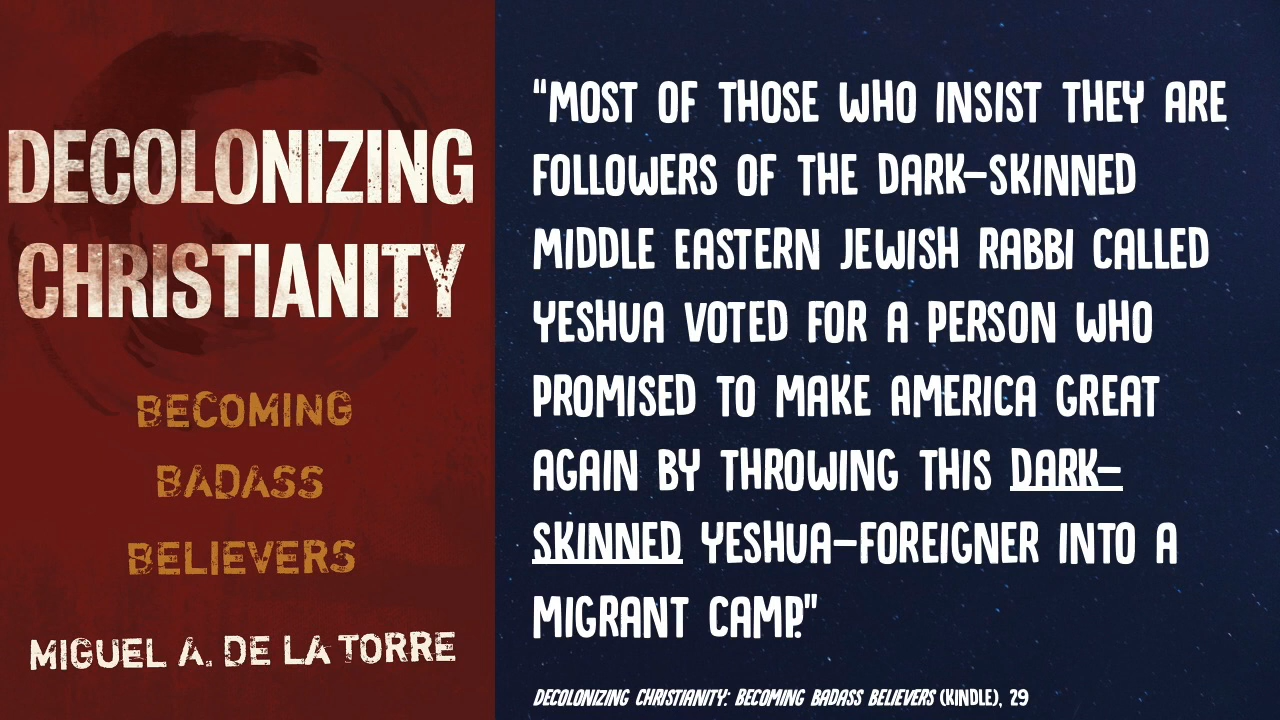 DECOLONIZING
CHRISTIANITY
BECOMING
BADASS
BELIEVERS
MIGUEL A. DE LA TORRE
"MOST OF THOSE WHO INSIST THEY ARE
FOLLOWERS OF THE DARK-SKINNED
MIDDLE EASTERN JEWISH RABBI CALLED
YESHUA VOTED FOR A PERSON WHO
PROMISED TO MAKE AMERICA GREAT
AGAIN BY THROWING THIS DARK-
SKINNED YESHUA-FOREIGNER INTO A
MIGRANT CAMP."
DECOLONIZING CHRISTIANITY: BECOMING BADASS BELIEVERS (KINDLE), 29